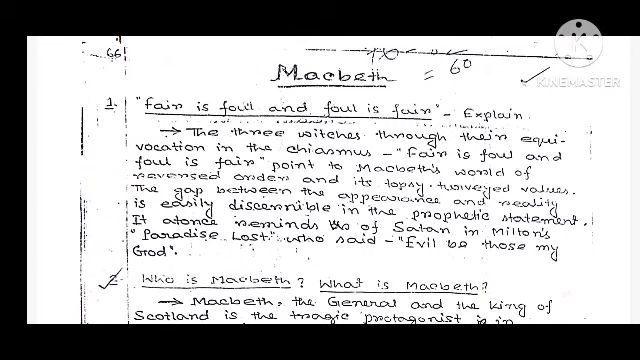 66
Macbeth = 60
KINEMASTER
1. "Fair is foul and foul is fair" - Explain
→ The three witches through their equi-
vocation in the chiasmus - "Fair is foul and
foul is fair" point to Macbeth's world of
reversed orders and its topsy-turveyed values.
The gap between the appearance and reality
is easily discernible in the prophetic statement.
It atonce reminds us of Satan in Milton's
"Paradise Lost" who said - "Evil be those my
God".
2. Who is Macbeth? What is Macbeth?
→ Macbeth, the General and the King of
Scotland is the tragic protagonist